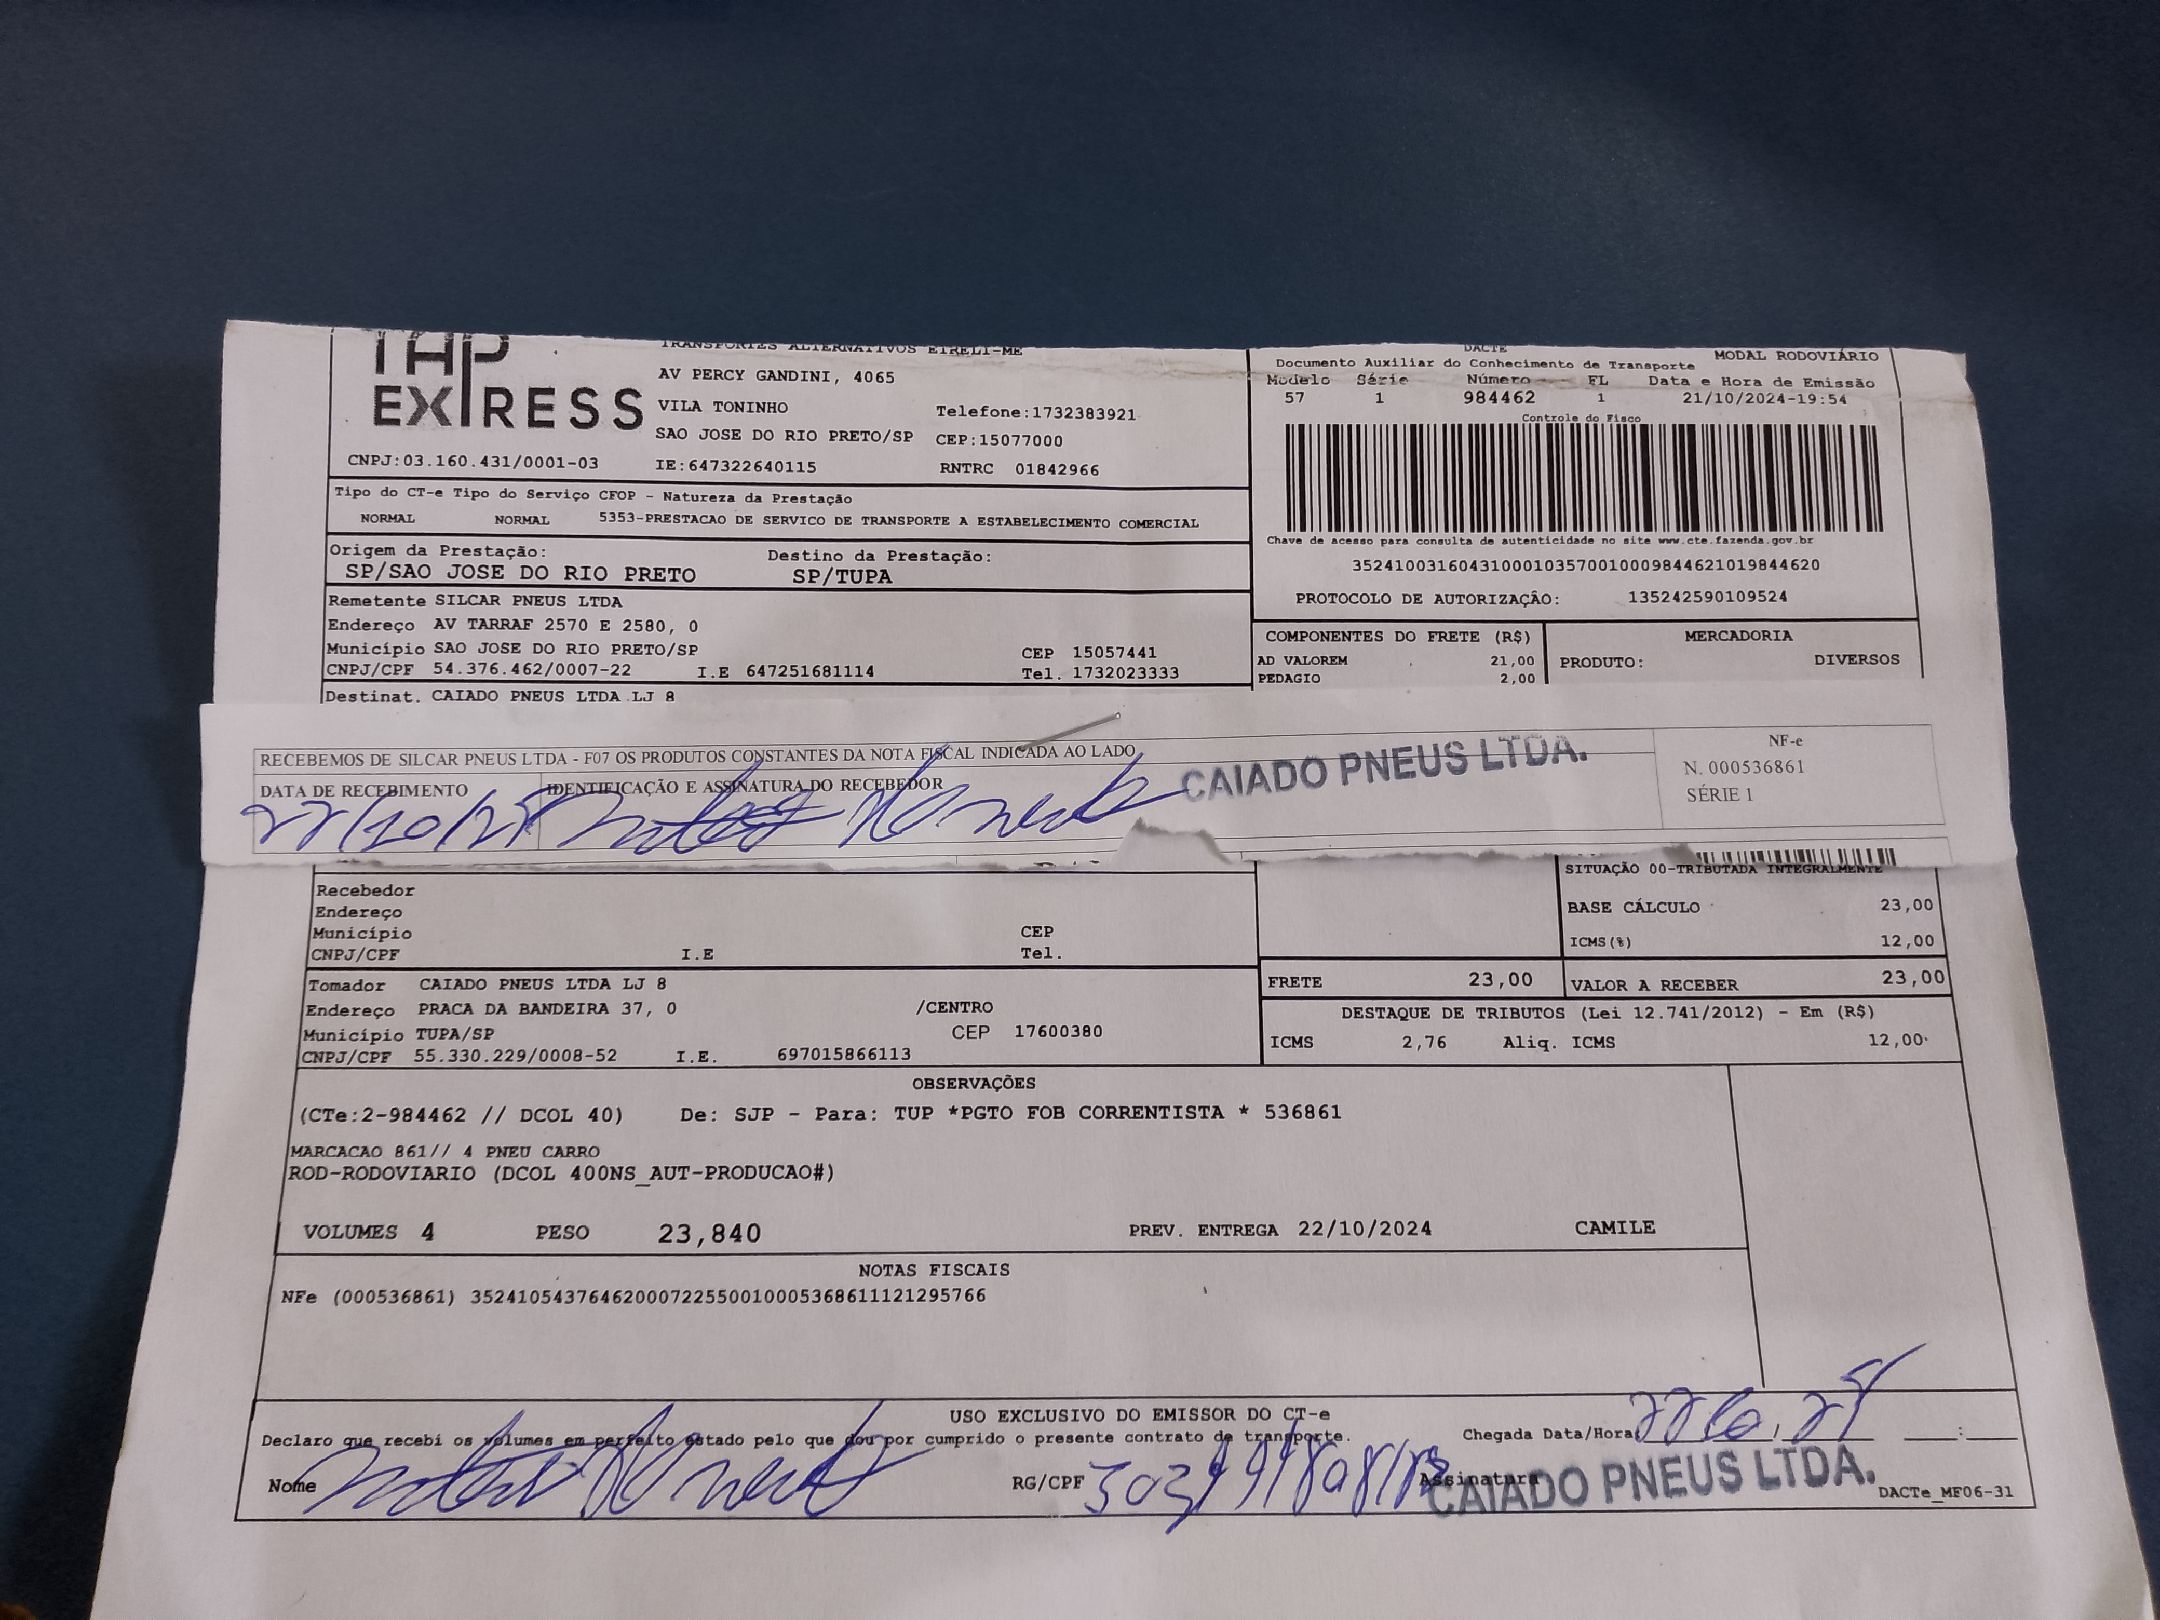 TAP
EXPRESS
TRANSPORTES ALTERNATIVOS EIRELI-ME
AV PERCY GANDINI, 4065
VILA TONINHO Telefone:1732383921
SAO JOSE DO RIO PRETO/SP CEP:15077000
CNPJ:03.160.431/0001-03 IE:647322640115 RNTRC 01842966
DACTE MODAL RODOVIÁRIO
Documento Auxiliar do Conhecimento de Transporte
Modelo Série Número FL Data e Hora de Emissão
57 1 984462 1 21/10/2024-19:54
Controle do Fisco
Chave de acesso para consulta de autenticidade no site www.cte.fazenda.gov.br
35241003160431000103570010009844621019844620
PROTOCOLO DE AUTORIZAÇÃO: 135242590109524
Tipo do CT-e Tipo do Serviço CFOP - Natureza da Prestação
NORMAL NORMAL 5353-PRESTACAO DE SERVICO DE TRANSPORTE A ESTABELECIMENTO COMERCIAL
Origem da Prestação: Destino da Prestação:
SP/SAO JOSE DO RIO PRETO SP/TUPA
Remetente SILCAR PNEUS LTDA
Endereço AV TARRAF 2570 E 2580, 0
Município SAO JOSE DO RIO PRETO/SP CEP 15057441
CNPJ/CPF 54.376.462/0007-22 I.E 647251681114 Tel. 1732023333
Destinat. CAIADO PNEUS LTDA LJ 8
COMPONENTES DO FRETE (R$) MERCADORIA
AD VALOREM 21,00 PRODUTO: DIVERSOS
PEDAGIO 2,00
RECEBEMOS DE SILCAR PNEUS LTDA - F07 OS PRODUTOS CONSTANTES DA NOTA FISCAL INDICADA AO LADO
DATA DE RECEBIMENTO IDENTIFICAÇÃO E ASSINATURA DO RECEBEDOR
22/10/24
CAIADO PNEUS LTDA.
NF-e
N. 000536861
SÉRIE 1
Recebedor
Endereço
Município CEP
CNPJ/CPF I.E Tel.
SITUAÇÃO 00-TRIBUTADA INTEGRALMENTE
BASE CÁLCULO 23,00
ICMS(%) 12,00
FRETE 23,00 VALOR A RECEBER 23,00
Tomador CAIADO PNEUS LTDA LJ 8
Endereço PRACA DA BANDEIRA 37, 0 /CENTRO
Município TUPA/SP CEP 17600380
CNPJ/CPF 55.330.229/0008-52 I.E. 697015866113
DESTAQUE DE TRIBUTOS (Lei 12.741/2012) - Em (R$)
ICMS 2,76 Aliq. ICMS 12,00
OBSERVAÇÕES
(CTe:2-984462 // DCOL 40) De: SJP - Para: TUP *PGTO FOB CORRENTISTA * 536861
MARCACAO 861// 4 PNEU CARRO
ROD-RODOVIARIO (DCOL 400NS_AUT-PRODUCAO#)
VOLUMES 4 PESO 23,840 PREV. ENTREGA 22/10/2024 CAMILE
NOTAS FISCAIS
NFe (000536861) 35241054376462000722550010005368611121295766
USO EXCLUSIVO DO EMISSOR DO CT-e
Declaro que recebi os volumes em perfeito estado pelo que dou por cumprido o presente contrato de transporte. Chegada Data/Hora ____:____
Nome RG/CPF Assinatura
CAIADO PNEUS LTDA.
DACTe_MF06-31